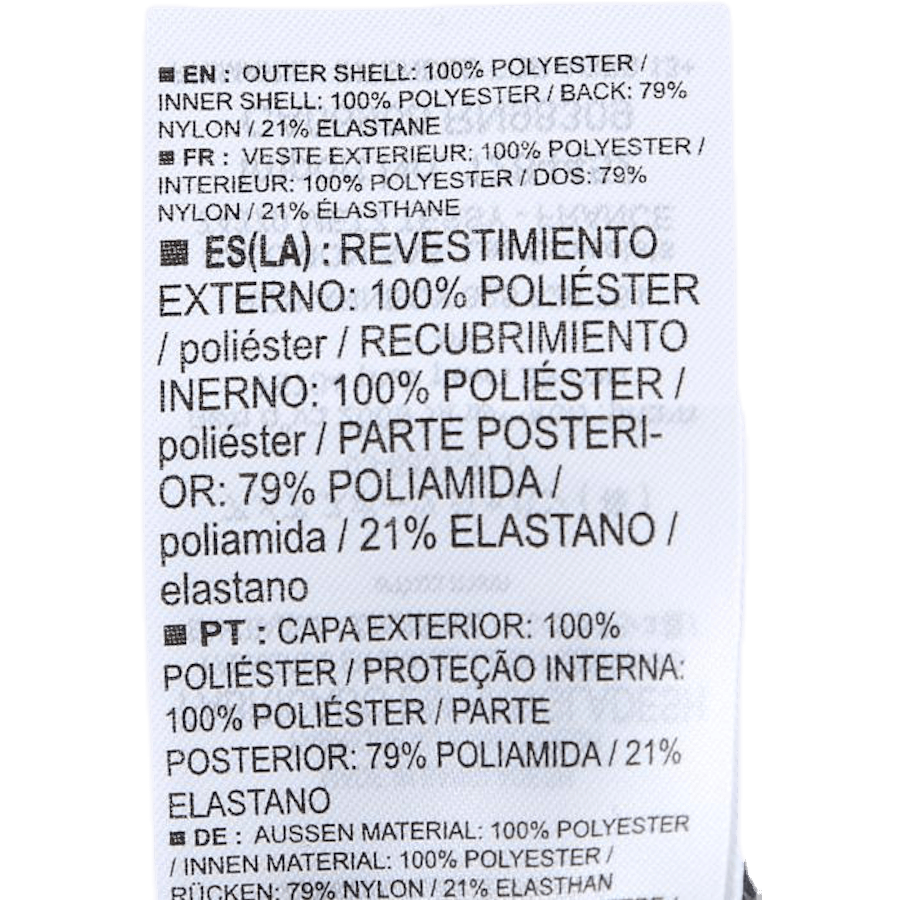 EN : OUTER SHELL: 100% POLYESTER /
INNER SHELL: 100% POLYESTER / BACK: 79%
NYLON / 21% ELASTANE
FR : VESTE EXTERIEUR: 100% POLYESTER /
INTERIEUR: 100% POLYESTER / DOS: 79%
NYLON / 21% ÉLASTHANE
ES(LA) : REVESTIMIENTO
EXTERNO: 100% POLIÉSTER
/ poliéster / RECUBRIMIENTO
INERNO: 100% POLIÉSTER /
poliéster / PARTE POSTERI-
OR: 79% POLIAMIDA /
poliamida / 21% ELASTANO /
elastano
PT : CAPA EXTERIOR: 100%
POLIÉSTER / PROTEÇÃO INTERNA:
100% POLIÉSTER / PARTE
POSTERIOR: 79% POLIAMIDA / 21%
ELASTANO
DE : AUSSEN MATERIAL: 100% POLYESTER
/ INNEN MATERIAL: 100% POLYESTER /
RÜCKEN: 79% NYLON / 21% ELASTHAN